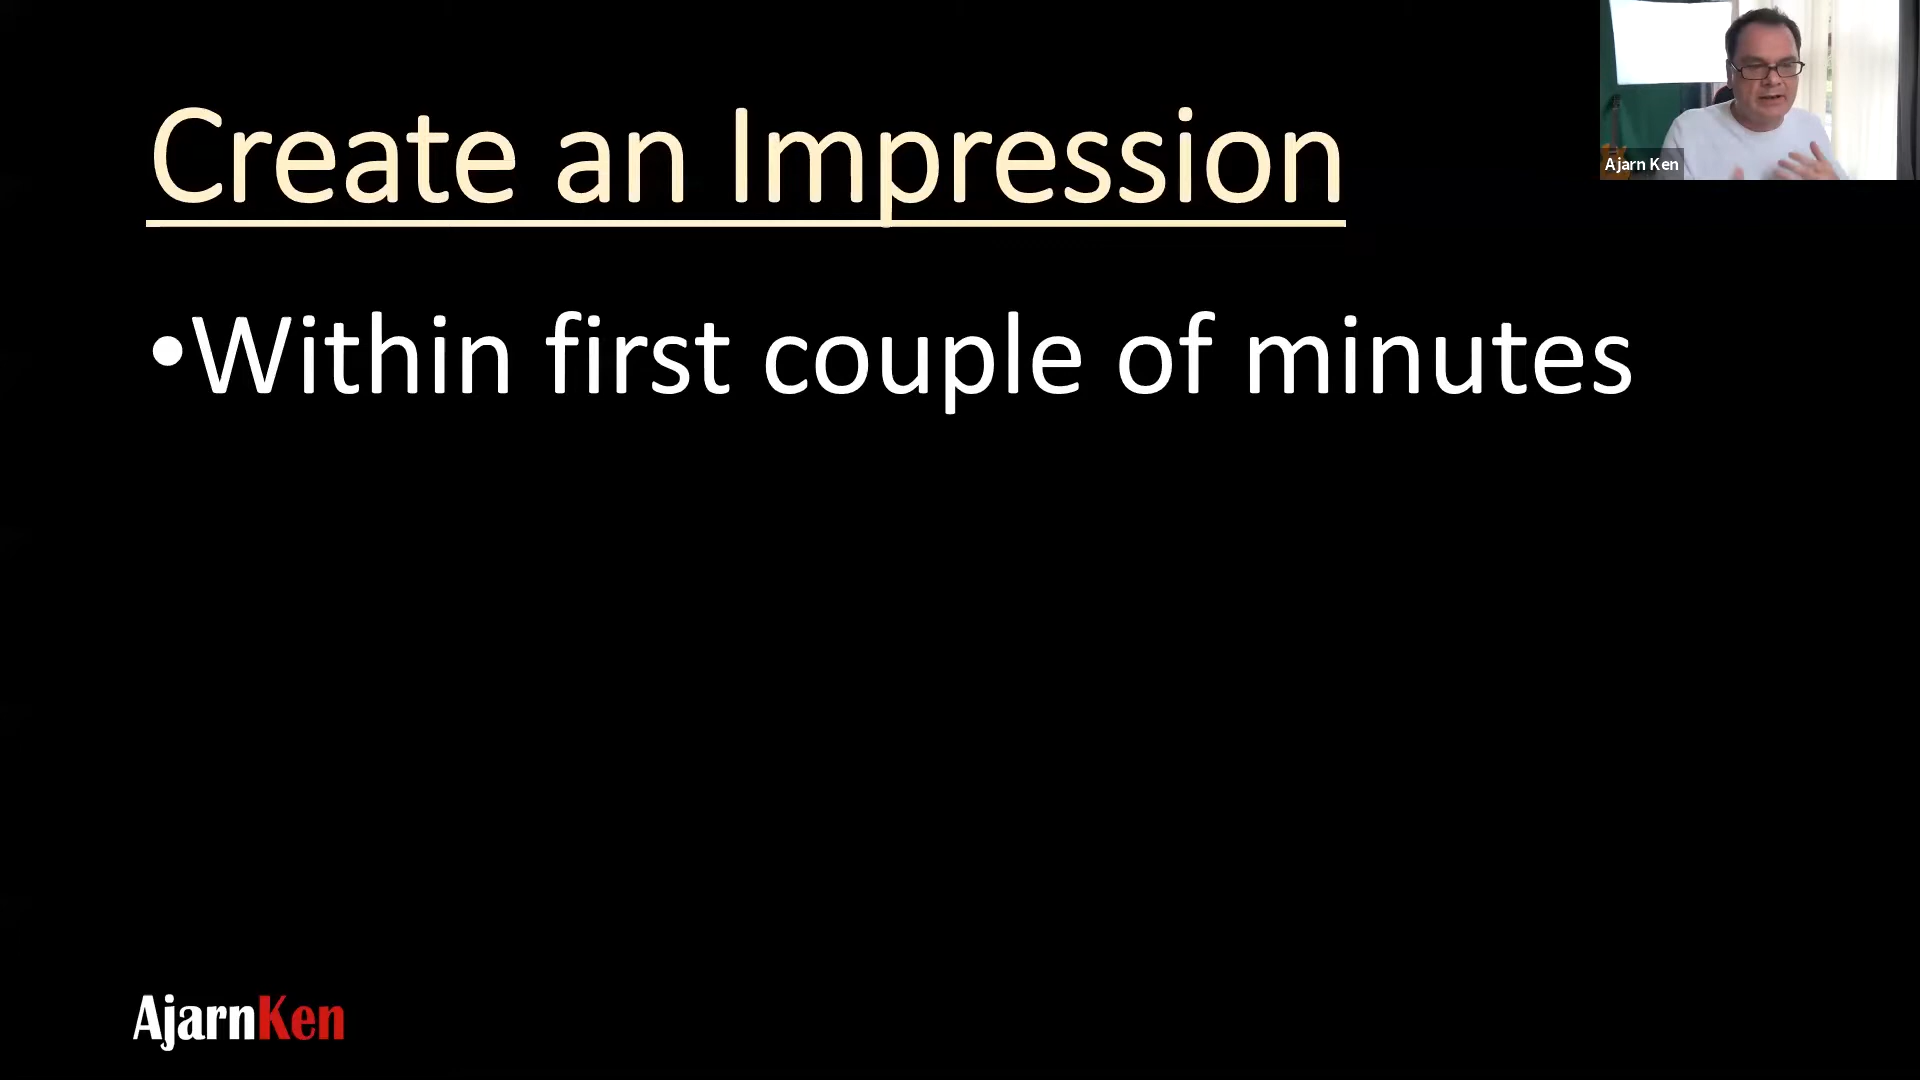 Create an Impression
Ajarn Ken
•Within first couple of minutes
AjarnKen